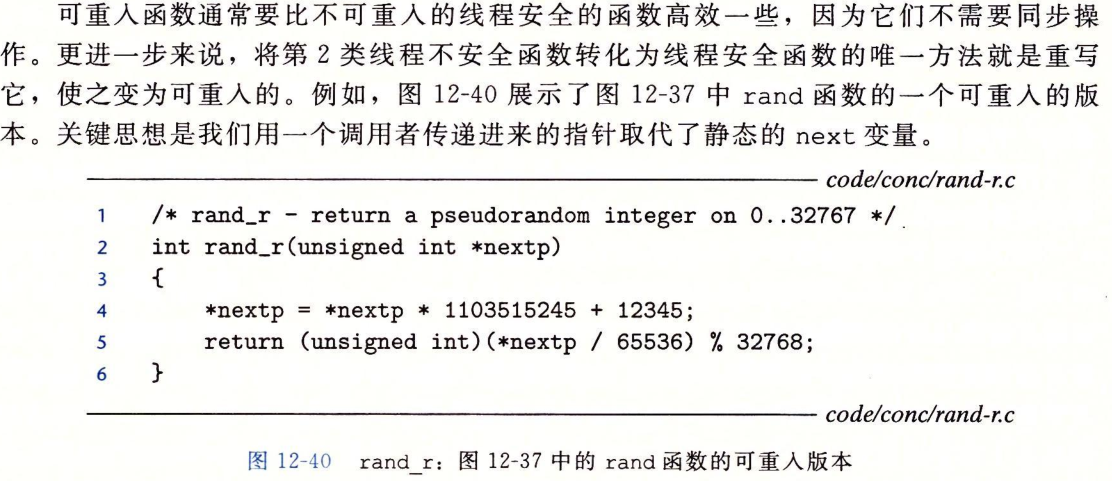 可重入函数通常要比不可重入的线程安全的函数高效一些，因为它们不需要同步操
作。更进一步来说，将第 2 类线程不安全函数转化为线程安全函数的唯一方法就是重写
它，使之变为可重入的。例如，图 12-40 展示了图 12-37 中 rand 函数的一个可重入的版
本。关键思想是我们用一个调用者传递进来的指针取代了静态的 next 变量。
code/conc/rand-r.c
1 /* rand_r - return a pseudorandom integer on 0..32767 */
2 int rand_r(unsigned int *nextp)
3 {
4     *nextp = *nextp * 1103515245 + 12345;
5     return (unsigned int)(*nextp / 65536) % 32768;
6 }
code/conc/rand-r.c
图 12-40 rand_r：图 12-37 中的 rand 函数的可重入版本